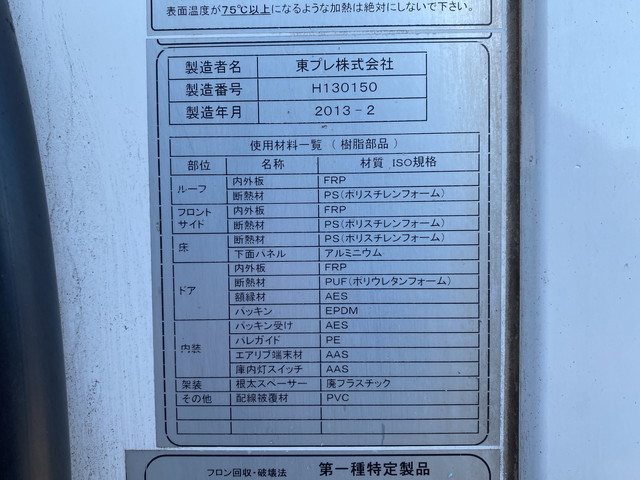 表面温度が75℃以上になるような加熱は絶対にしないで下さい。
製造者名 東プレ株式会社
製造番号 H130150
製造年月 2013-2
使用材料一覧（樹脂部品）
部位 名称 材質 ISO規格
ルーフ 内外板 FRP
断熱材 PS(ポリスチレンフォーム)
フロント サイド 内外板 FRP
断熱材 PS(ポリスチレンフォーム)
床 断熱材 PS(ポリスチレンフォーム)
下面パネル アルミニウム
ドア 内外板 FRP
断熱材 PUF(ポリウレタンフォーム)
額縁材 AES
パッキン EPDM
内装 パッキン受け AES
パレガイド PE
エアリブ端末材 AAS
庫内灯スイッチ AAS
架装 根太スペーサー 廃プラスチック
その他 配線被覆材 PVC
フロン回収・破壊法 第一種特定製品